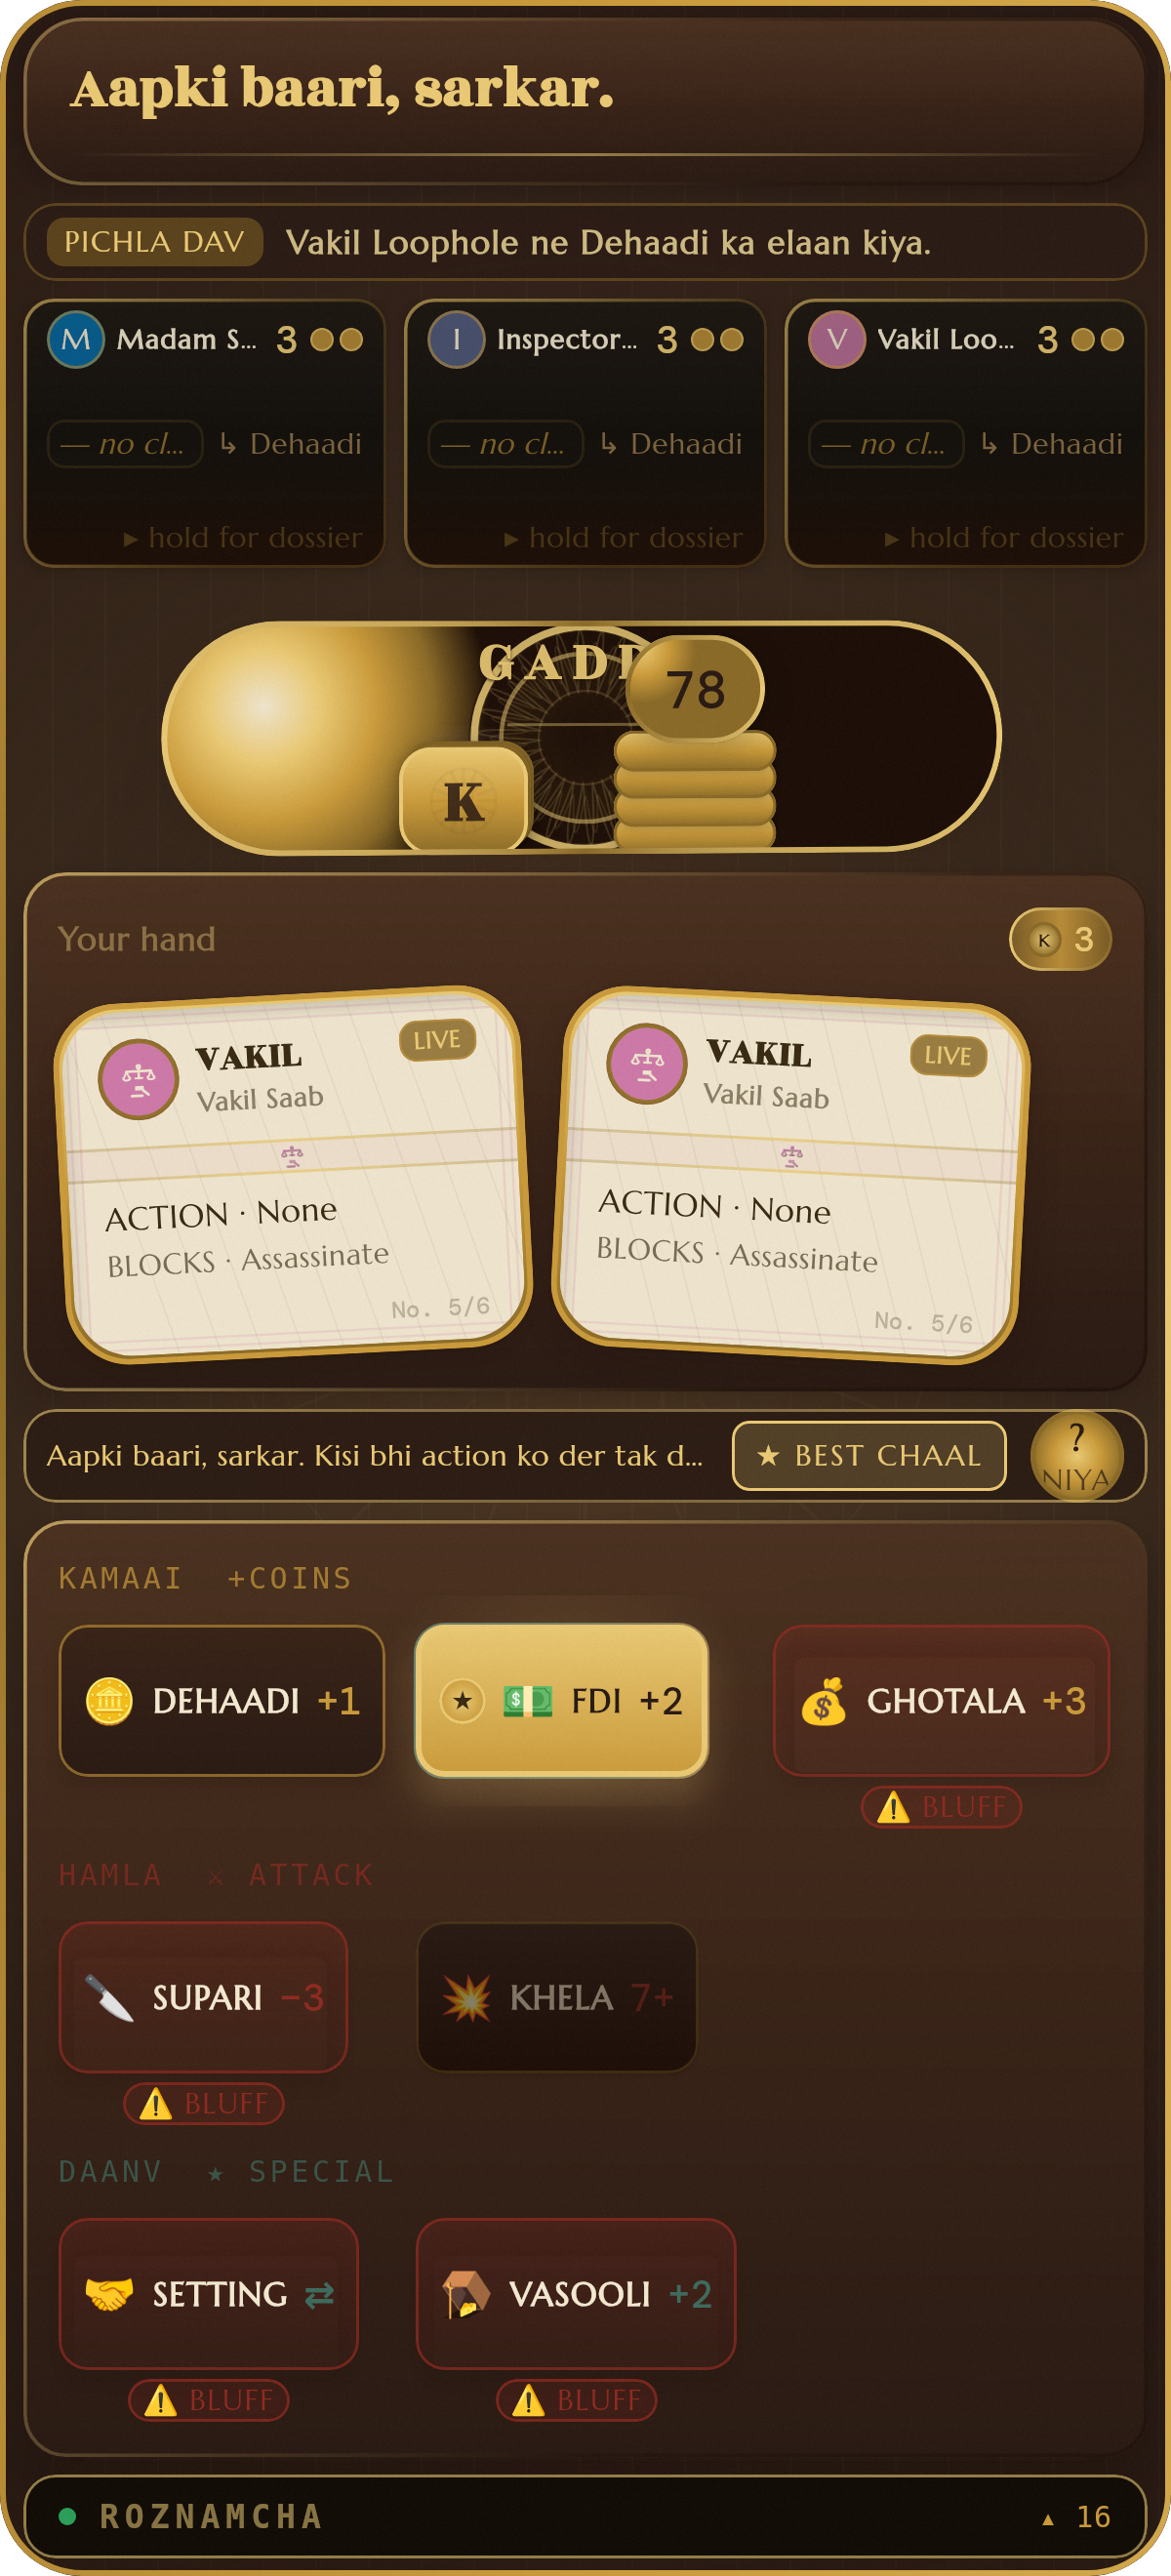 Aapki baari, sarkar.
PICHLA DAV Vakil Loophole ne Dehaadi ka elaan kiya.
M Madam S... 3
— no cl... ↳ Dehaadi
▸ hold for dossier
I Inspector... 3
— no cl... ↳ Dehaadi
▸ hold for dossier
V Vakil Loo... 3
— no cl... ↳ Dehaadi
▸ hold for dossier
78
K
Your hand
K 3
VAKIL LIVE
Vakil Saab
ACTION · None
BLOCKS · Assassinate
No. 5/6
VAKIL LIVE
Vakil Saab
ACTION · None
BLOCKS · Assassinate
No. 5/6
Aapki baari, sarkar. Kisi bhi action ko der tak d... ★ BEST CHAAL ?
NIYA
KAMAAI +COINS
DEHAADI +1 ★ FDI +2 GHOTALA +3
BLUFF
HAMLA ⚔ ATTACK
SUPARI −3 KHELA 7+
BLUFF
DAANV ★ SPECIAL
SETTING ⇄ VASOOLI +2
BLUFF BLUFF
ROZNAMCHA ▴ 16